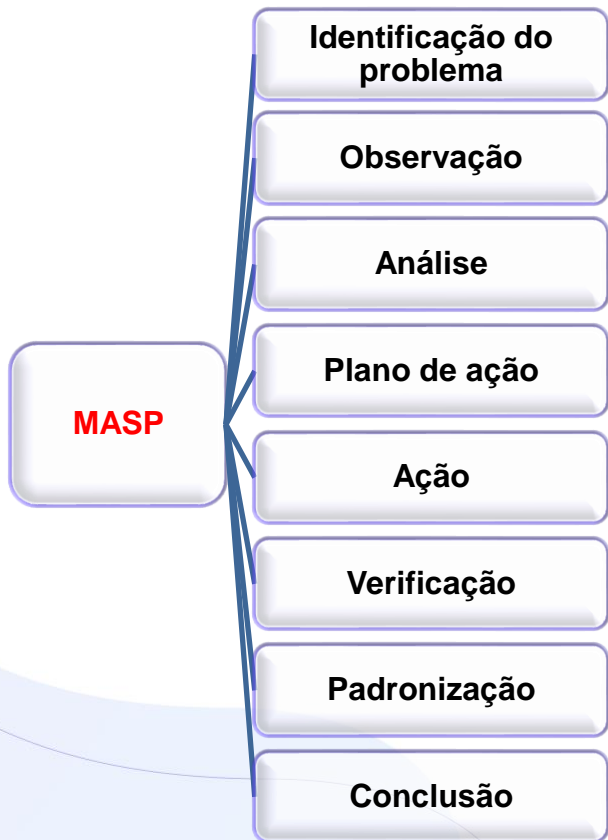 Identificação do
problema
Observação
Análise
Plano de ação
MASP
Ação
Verificação
Padronização
Conclusão